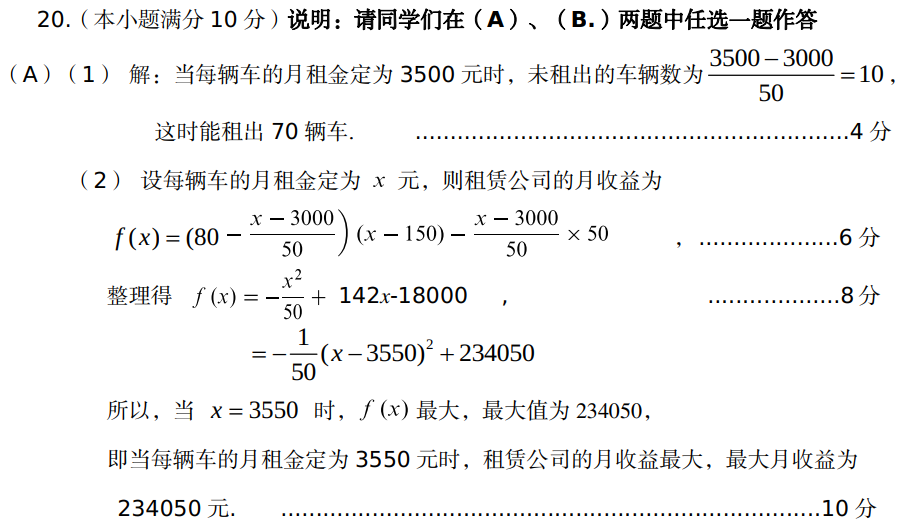 20.（本小题满分 10 分）说明：请同学们在（A）、（B.）两题中任选一题作答
（A）（1） 解：当每辆车的月租金定为 3500 元时，未租出的车辆数为 \frac{3500-3000}{50}=10，
这时能租出 70 辆车. ………………………………………………………4 分
（2） 设每辆车的月租金定为 x 元，则租赁公司的月收益为
f(x)=(80-\frac{x-3000}{50})(x-150)-\frac{x-3000}{50}×50 ，…………………6 分
整理得 f(x)=-\frac{x^2}{50}+ 142x-18000 , …………………8 分
=-\frac{1}{50}(x-3550)^2+234050
所以，当 x=3550 时，f(x) 最大，最大值为 234050，
即当每辆车的月租金定为 3550 元时，租赁公司的月收益最大，最大月收益为
234050 元. ……………………………………………………………………10 分